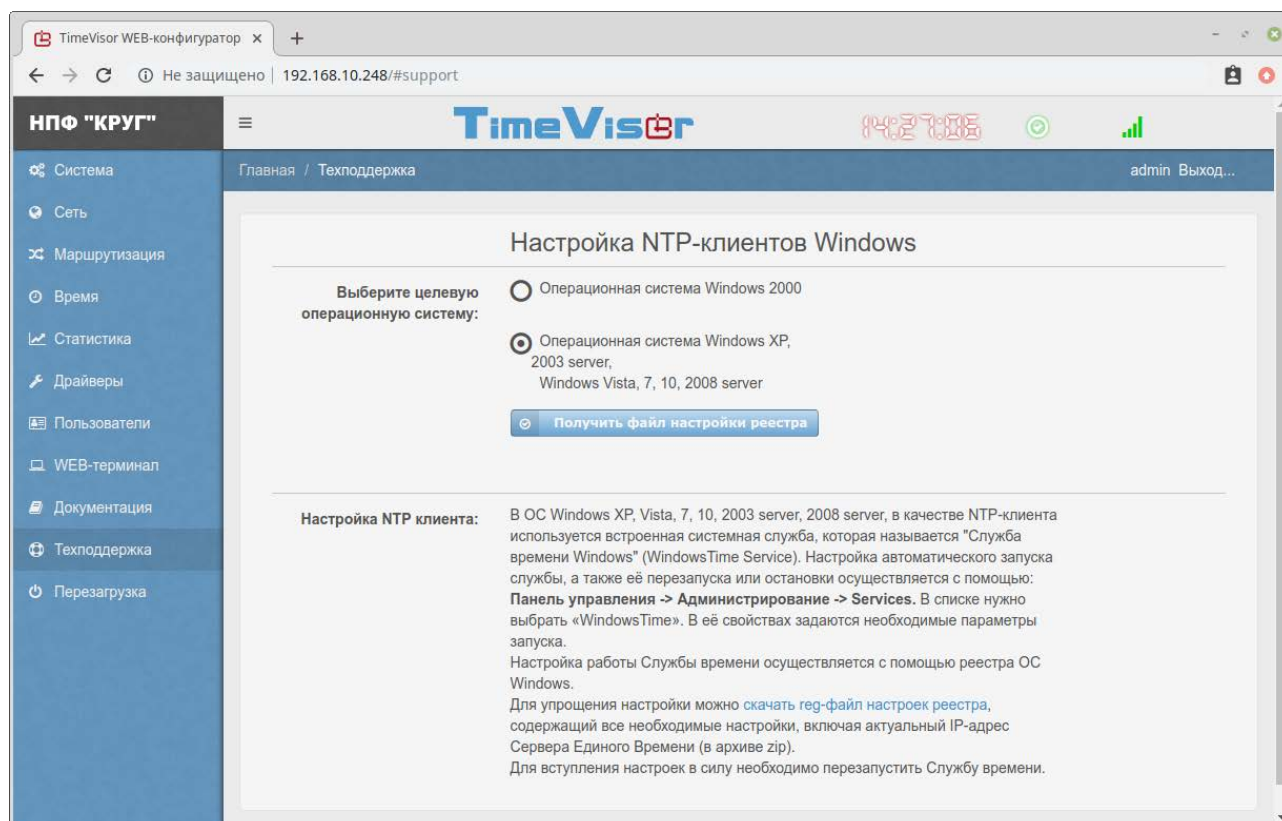 TimeVisor WEB-конфигуратор
Не защищено | 192.168.10.248/#support
НПФ "КРУГ"
TimeVisor
14:27:06
Главная / Техподдержка
admin Выход...
Система
Сеть
Маршрутизация
Время
Статистика
Драйверы
Пользователи
WEB-терминал
Документация
Техподдержка
Перезагрузка
Настройка NTP-клиентов Windows
Выберите целевую
операционную систему:
Операционная система Windows 2000
Операционная система Windows XP,
2003 server,
Windows Vista, 7, 10, 2008 server
Получить файл настройки реестра
Настройка NTP клиента:
В ОС Windows XP, Vista, 7, 10, 2003 server, 2008 server, в качестве NTP-клиента
используется встроенная системная служба, которая называется "Служба
времени Windows" (WindowsTime Service). Настройка автоматического запуска
службы, а также её перезапуска или остановки осуществляется с помощью:
Панель управления -> Администрирование -> Services. В списке нужно
выбрать «WindowsTime». В её свойствах задаются необходимые параметры
запуска.
Настройка работы Службы времени осуществляется с помощью реестра ОС
Windows.
Для упрощения настройки можно скачать reg-файл настроек реестра,
содержащий все необходимые настройки, включая актуальный IP-адрес
Сервера Единого Времени (в архиве zip).
Для вступления настроек в силу необходимо перезапустить Службу времени.